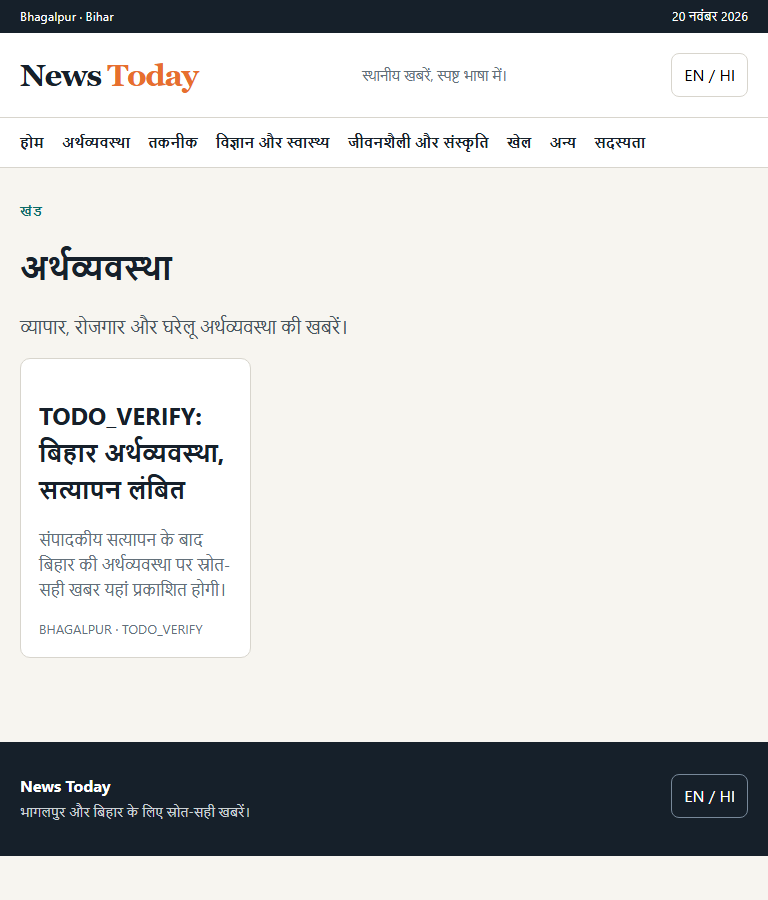 Bhagalpur · Bihar
20 नवंबर 2026
News Today
स्थानीय खबरें, स्पष्ट भाषा में।
EN / HI
होम अर्थव्यवस्था तकनीक विज्ञान और स्वास्थ्य जीवनशैली और संस्कृति खेल अन्य सदस्यता
खंड
अर्थव्यवस्था
व्यापार, रोजगार और घरेलू अर्थव्यवस्था की खबरें।
TODO_VERIFY:
बिहार अर्थव्यवस्था,
सत्यापन लंबित
संपादकीय सत्यापन के बाद
बिहार की अर्थव्यवस्था पर स्रोत-
सही खबर यहां प्रकाशित होगी।
BHAGALPUR · TODO_VERIFY
News Today
भागलपुर और बिहार के लिए स्रोत-सही खबरें।
EN / HI